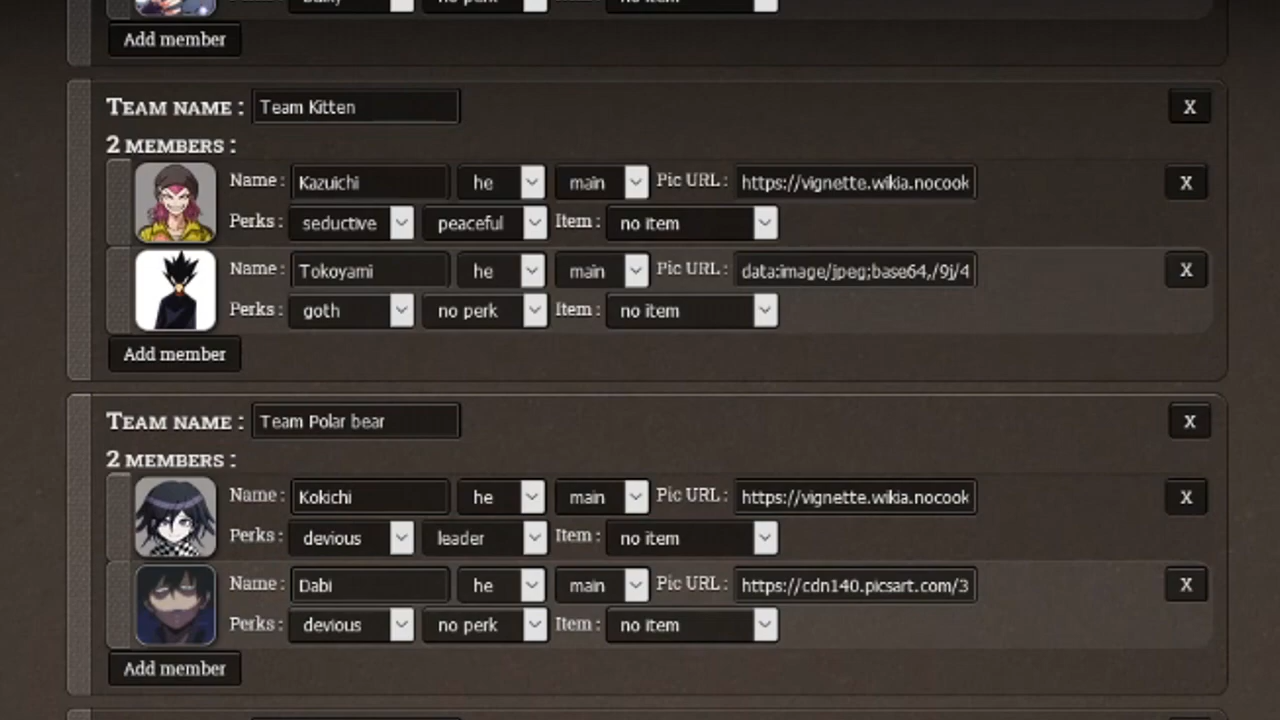 no perk no item
Add member
Team name : Team Kitten X
2 members :
Name : Kazuichi he main Pic URL : https://vignette.wikia.nocook X
Perks : seductive peaceful Item : no item
Name : Tokoyami he main Pic URL : data:image/jpeg;base64,/9j/4 X
Perks : goth no perk Item : no item
Add member
Team name : Team Polar bear X
2 members :
Name : Kokichi he main Pic URL : https://vignette.wikia.nocook X
Perks : devious leader Item : no item
Name : Dabi he main Pic URL : https://cdn140.picsart.com/3 X
Perks : devious no perk Item : no item
Add member